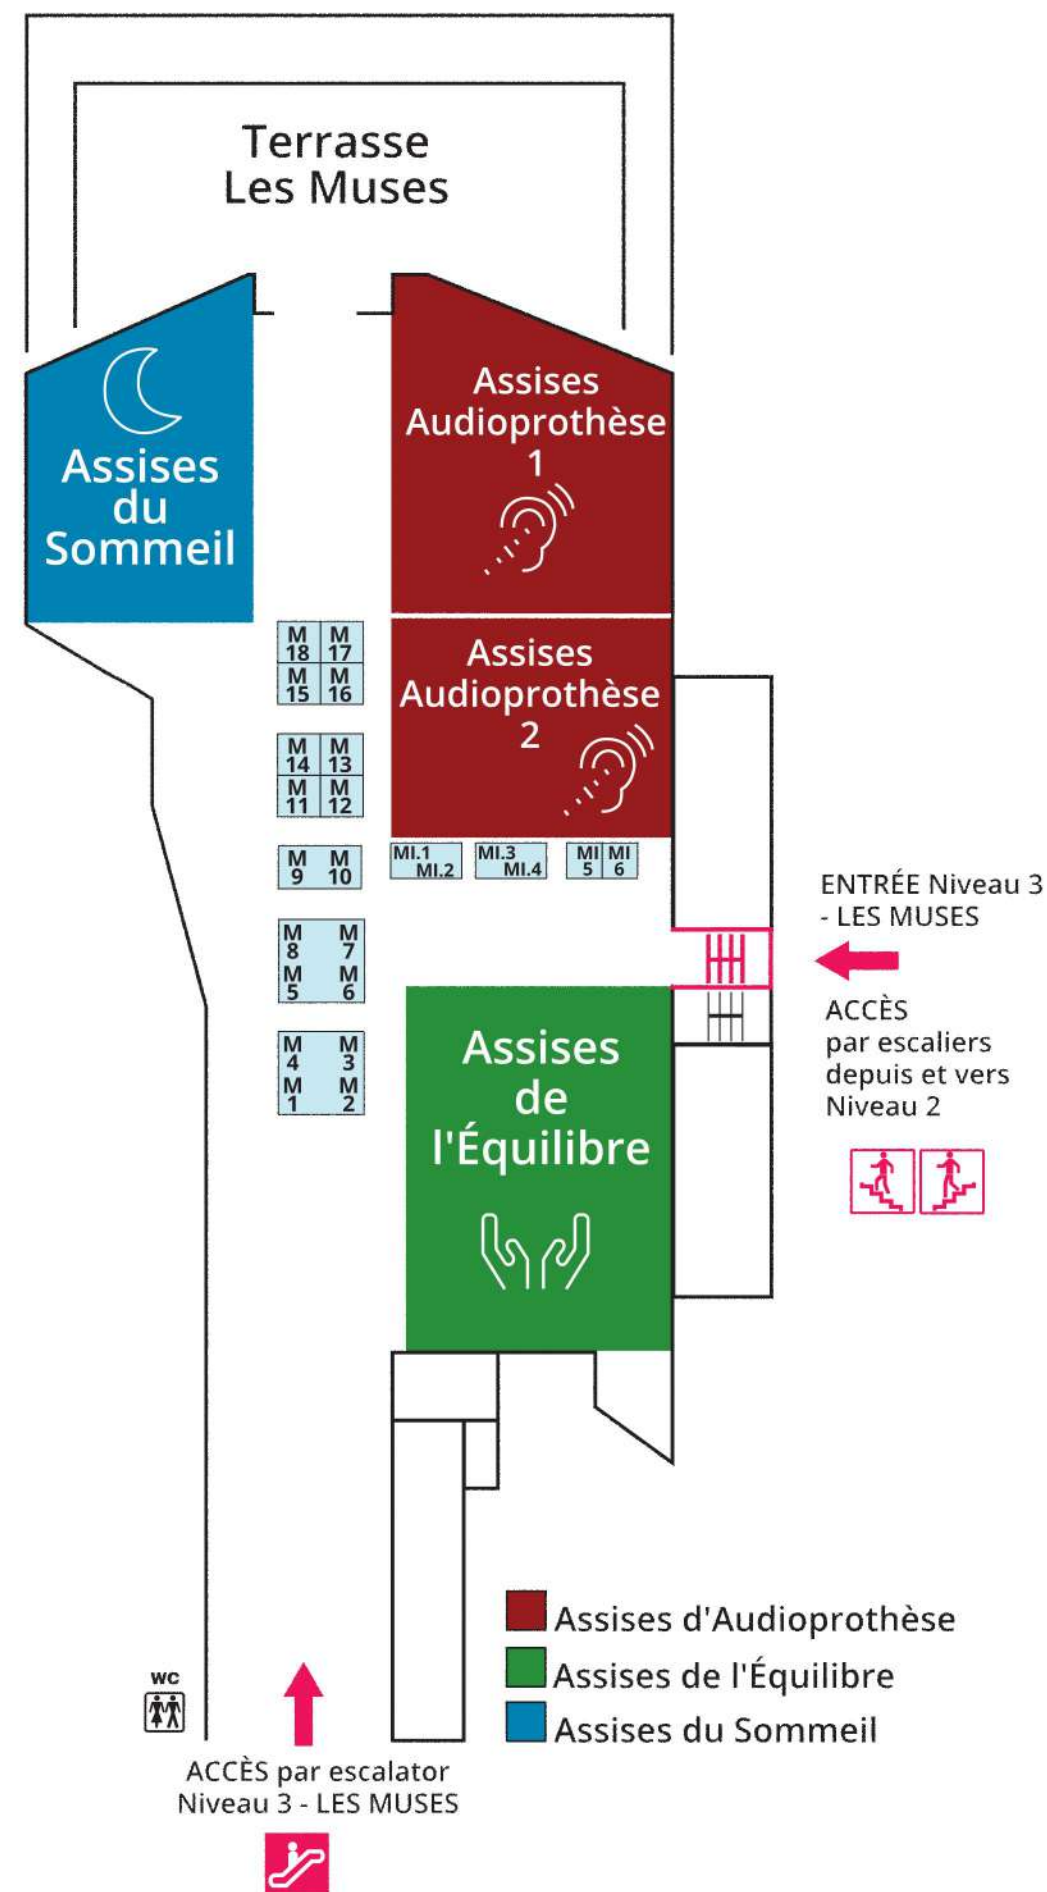 Terrasse
Les Muses
Assises
du
Sommeil
Assises
Audioprothèse
1
Assises
Audioprothèse
2
M 18 M 17
M 15 M 16
M 14 M 13
M 11 M 12
M 9 M 10
MI.1 MI.2 MI.3 MI.4 MI 5 MI 6
M 8 M 7
M 5 M 6
M 4 M 3
M 1 M 2
ENTRÉE Niveau 3
- LES MUSES
ACCÈS
par escaliers
depuis et vers
Niveau 2
Assises
de
l'Équilibre
Assises d'Audioprothèse
Assises de l'Équilibre
Assises du Sommeil
WC
ACCÈS par escalator
Niveau 3 - LES MUSES